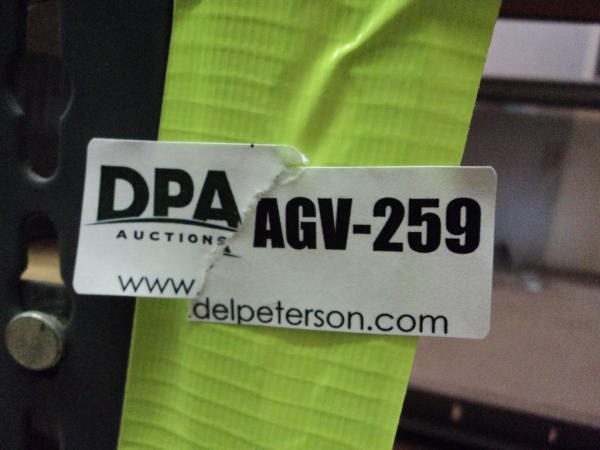 DPA
AUCTIONS
AGV-259
www.
.delpeterson.com